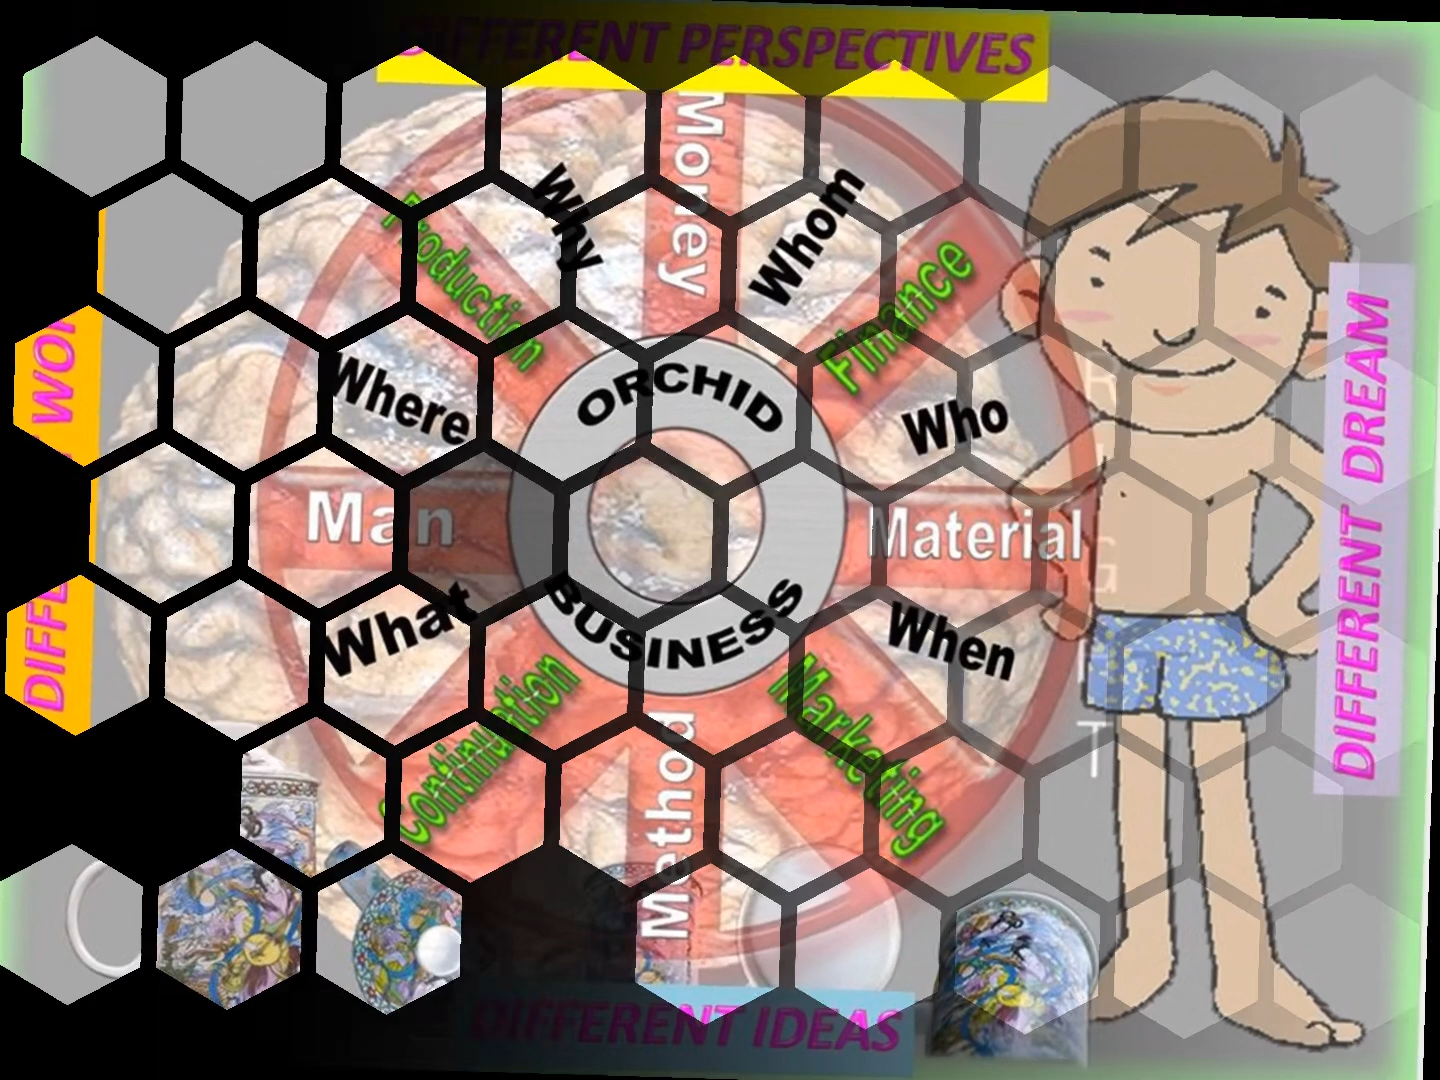 DIFFERENT PERSPECTIVES
Money
Why
Whom
Production
Finance
Where
ORCHID
Who
Man
Material
What
BUSINESS
When
Continuation
Method
Marketing
DIFFERENT DREAM
DIFFERENT IDEAS